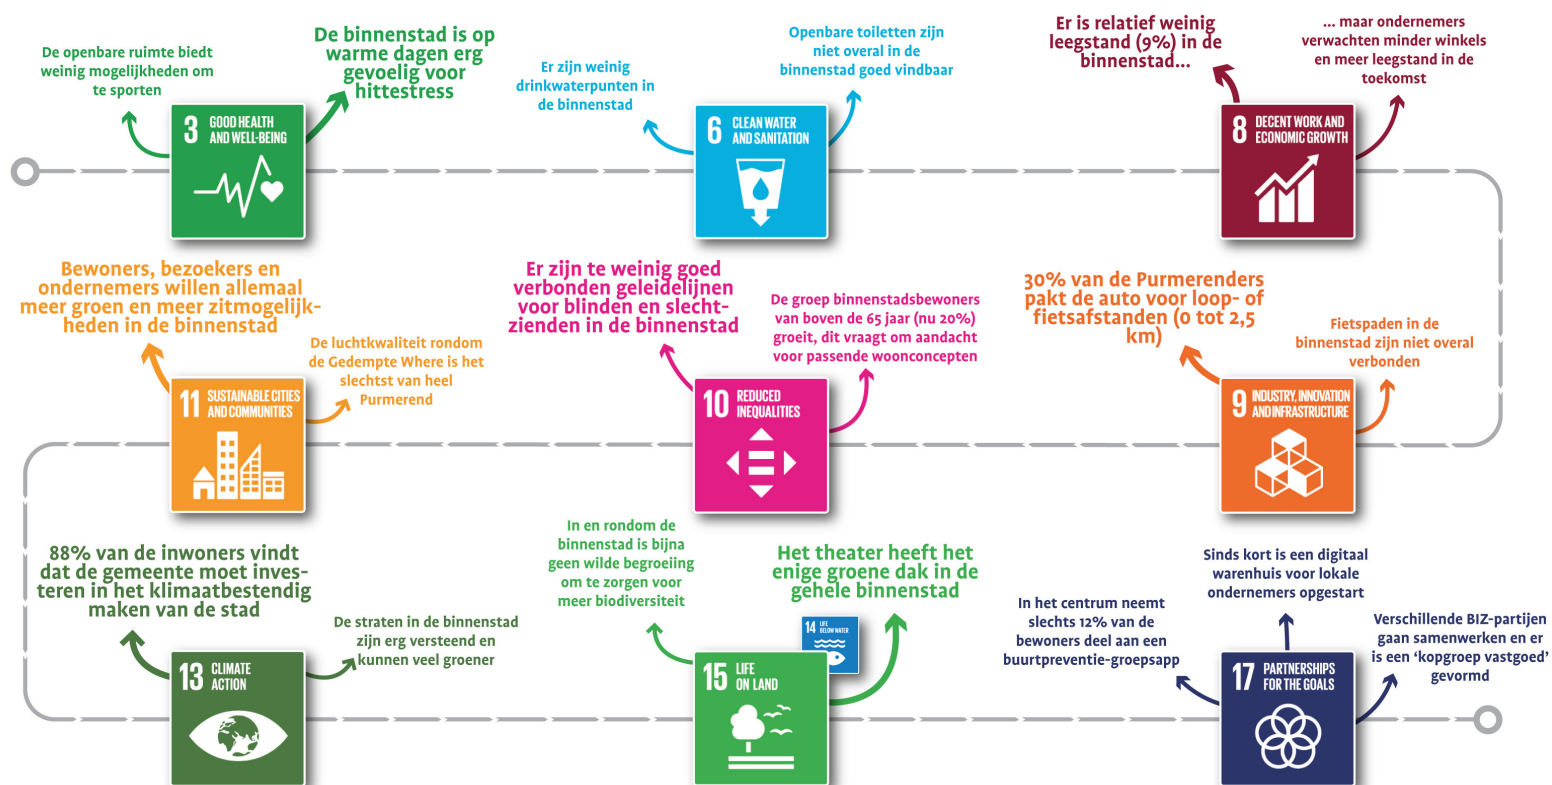 De openbare ruimte biedt
weinig mogelijkheden om
te sporten
De binnenstad is op
warme dagen erg
gevoelig voor
hittestress
3 GOOD HEALTH
AND WELL-BEING
Er zijn weinig
drinkwaterpunten in
de binnenstad
Openbare toiletten zijn
niet overal in de
binnenstad goed vindbaar
6 CLEAN WATER
AND SANITATION
Er is relatief weinig
leegstand (9%) in de
binnenstad...
... maar ondernemers
verwachten minder winkels
en meer leegstand in de
toekomst
8 DECENT WORK AND
ECONOMIC GROWTH
Bewoners, bezoekers en
ondernemers willen allemaal
meer groen en meer zitmogelijk-
heden in de binnenstad
De luchtkwaliteit rondom
de Gedempte Where is het
slechtst van heel
Purmerend
11 SUSTAINABLE CITIES
AND COMMUNITIES
Er zijn te weinig goed
verbonden geleidelijnen
voor blinden en slecht-
zienden in de binnenstad
De groep binnenstadsbewoners
van boven de 65 jaar (nu 20%)
groeit, dit vraagt om aandacht
voor passende woonconcepten
10 REDUCED
INEQUALITIES
30% van de Purmerenders
pakt de auto voor loop- of
fietsafstanden (0 tot 2,5
km)
Fietspaden in de
binnenstad zijn niet overal
verbonden
9 INDUSTRY, INNOVATION
AND INFRASTRUCTURE
88% van de inwoners vindt
dat de gemeente moet inves-
teren in het klimaatbestendig
maken van de stad
De straten in de binnenstad
zijn erg versteend en
kunnen veel groener
13 CLIMATE
ACTION
In en rondom de
binnenstad is bijna
geen wilde begroeiing
om te zorgen voor
meer biodiversiteit
Het theater heeft het
enige groene dak in de
gehele binnenstad
14 LIFE
BELOW WATER
15 LIFE
ON LAND
In het centrum neemt
slechts 12% van de
bewoners deel aan een
buurtpreventie-groepsapp
Sinds kort is een digitaal
warenhuis voor lokale
ondernemers opgestart
Verschillende BIZ-partijen
gaan samenwerken en er
is een ‘kopgroep vastgoed’
gevormd
17 PARTNERSHIPS
FOR THE GOALS